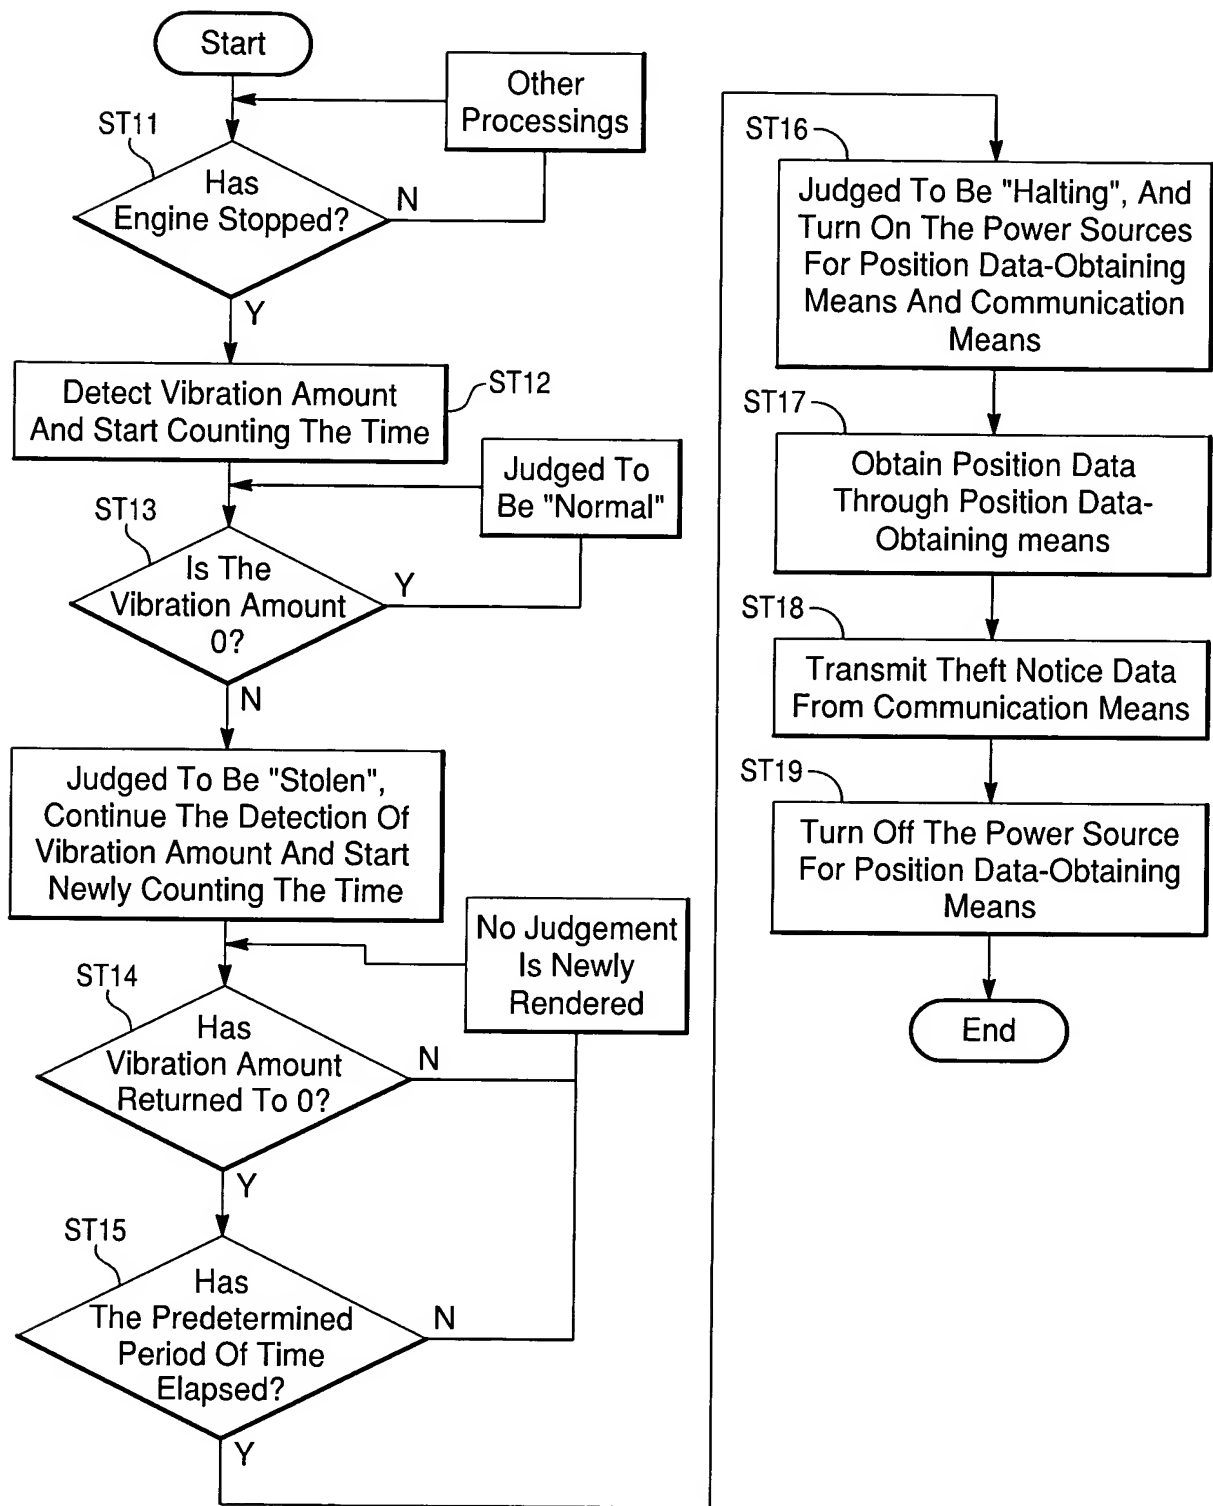 Start
Other
Processings
ST11
Has
Engine Stopped?
N
Y
Detect Vibration Amount
And Start Counting The Time
ST12
Judged To
Be "Normal"
ST13
Is The
Vibration Amount
0?
Y
N
Judged To Be "Stolen",
Continue The Detection Of
Vibration Amount And Start
Newly Counting The Time
No Judgement
Is Newly
Rendered
ST14
Has
Vibration Amount
Returned To 0?
N
Y
ST15
Has
The Predetermined
Period Of Time
Elapsed?
N
Y
ST16
Judged To Be "Halting", And
Turn On The Power Sources
For Position Data-Obtaining
Means And Communication
Means
ST17
Obtain Position Data
Through Position Data-
Obtaining means
ST18
Transmit Theft Notice Data
From Communication Means
ST19
Turn Off The Power Source
For Position Data-Obtaining
Means
End